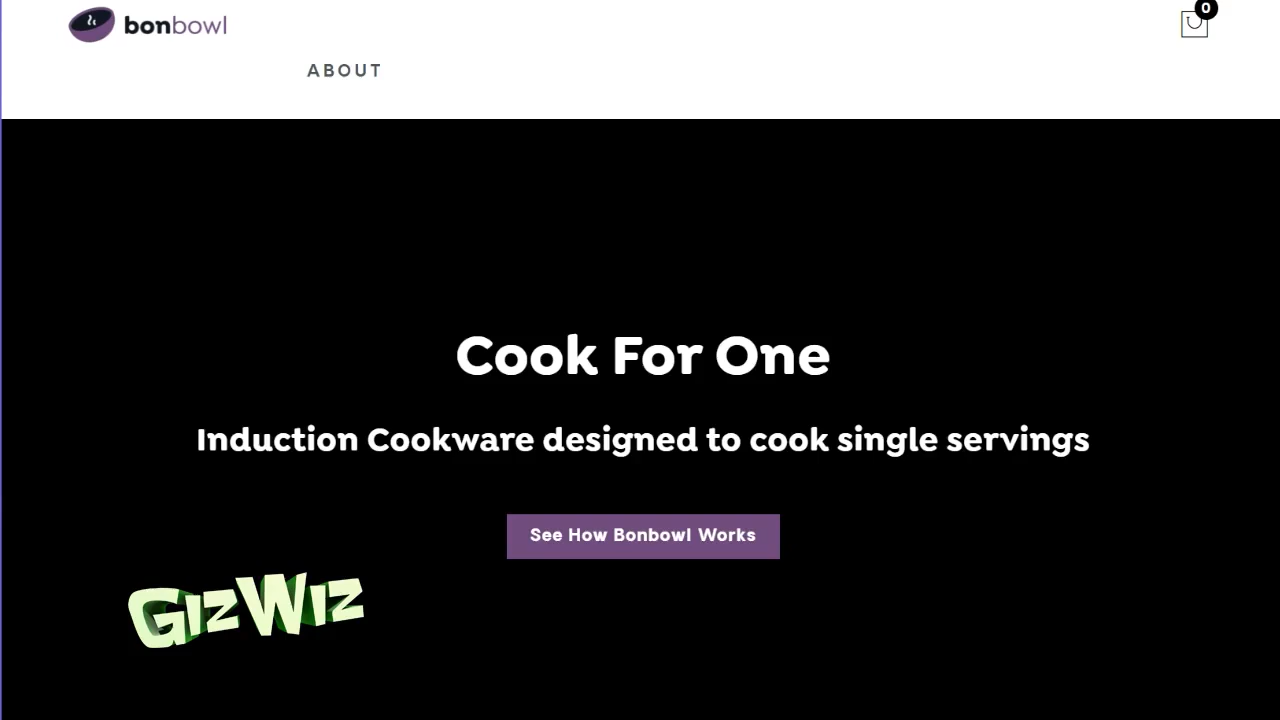 bonbowl
0
ABOUT
Cook For One
Induction Cookware designed to cook single servings
See How Bonbowl Works
GizWiz